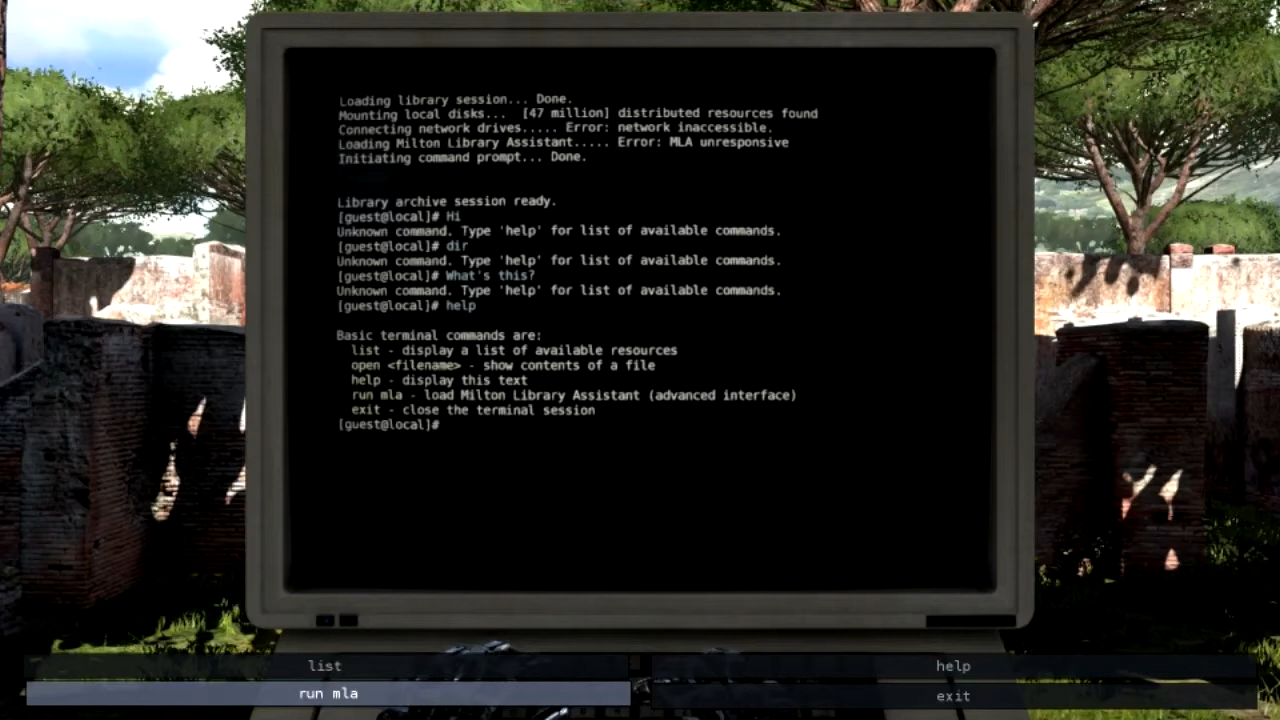 Loading library session... Done.
Mounting local disks...  [47 million] distributed resources found
Connecting network drives..... Error: network inaccessible.
Loading Milton Library Assistant..... Error: MLA unresponsive
Initiating command prompt... Done.
Library archive session ready.
[guest@local]# Hi
Unknown command. Type 'help' for list of available commands.
[guest@local]# dir
Unknown command. Type 'help' for list of available commands.
[guest@local]# What's this?
Unknown command. Type 'help' for list of available commands.
[guest@local]# help
Basic terminal commands are:
list - display a list of available resources
open <filename> - show contents of a file
help - display this text
run mla - load Milton Library Assistant (advanced interface)
exit - close the terminal session
[guest@local]#
list
help
run mla
exit